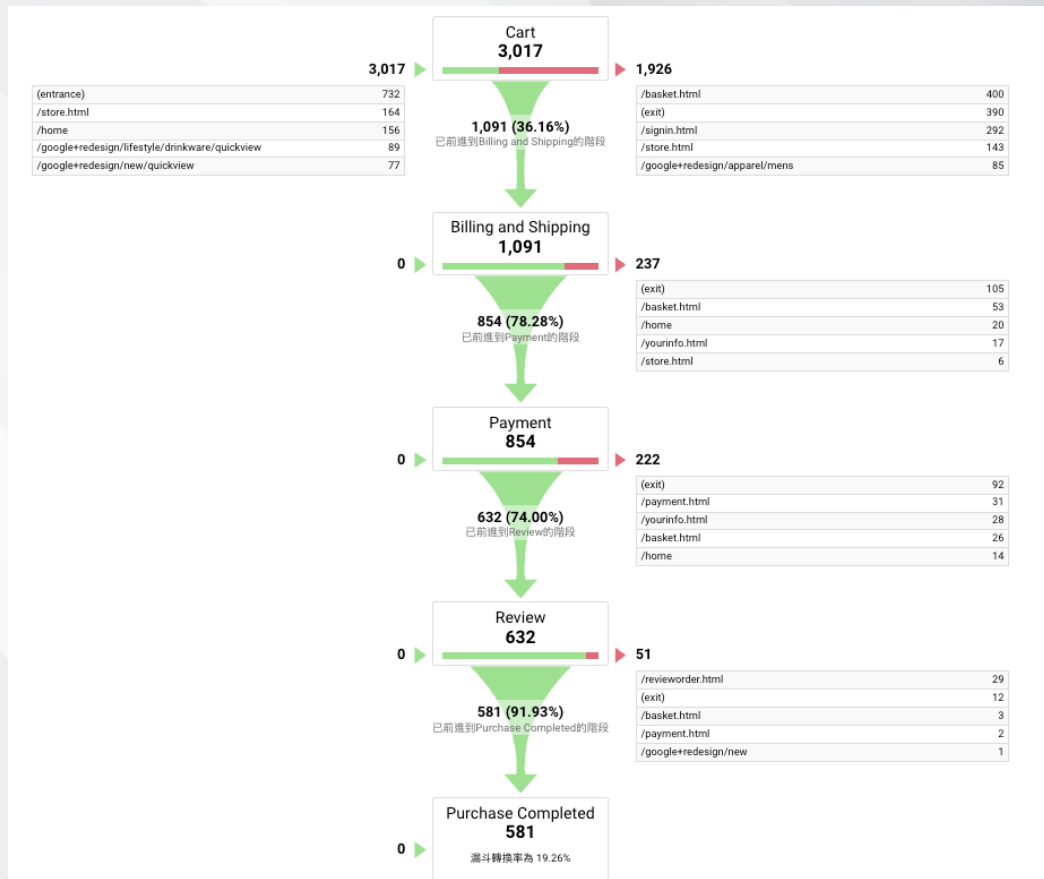 Cart
3,017
3,017
1,926
(entrance) 732
/store.html 164
/home 156
/google+redesign/lifestyle/drinkware/quickview 89
/google+redesign/new/quickview 77
/basket.html 400
(exit) 390
/signin.html 292
/store.html 143
/google+redesign/apparel/mens 85
1,091 (36.16%)
已前進到Billing and Shipping的階段
Billing and Shipping
1,091
0
237
(exit) 105
/basket.html 53
/home 20
/yourinfo.html 17
/store.html 6
854 (78.28%)
已前進到Payment的階段
Payment
854
0
222
(exit) 92
/payment.html 31
/yourinfo.html 28
/basket.html 26
/home 14
632 (74.00%)
已前進到Review的階段
Review
632
0
51
/revieworder.html 29
(exit) 12
/basket.html 3
/payment.html 2
/google+redesign/new 1
581 (91.93%)
已前進到Purchase Completed的階段
Purchase Completed
581
0
漏斗轉換率為 19.26%